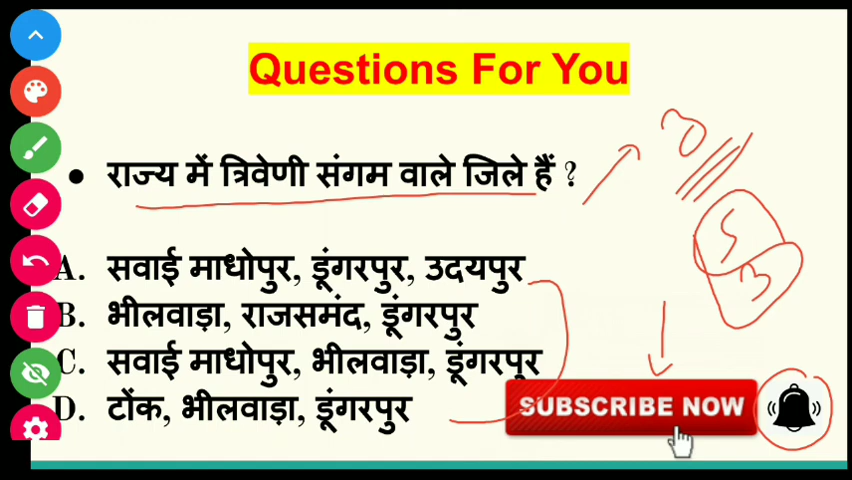 Questions For You
• राज्य में त्रिवेणी संगम वाले जिले हैं ?
A. सवाई माधोपुर, डूंगरपुर, उदयपुर
B. भीलवाड़ा, राजसमंद, डूंगरपुर
C. सवाई माधोपुर, भीलवाड़ा, डूंगरपुर
D. टोंक, भीलवाड़ा, डूंगरपुर
SUBSCRIBE NOW